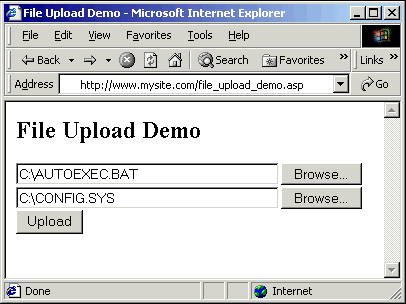 File Upload Demo - Microsoft Internet Explorer
File Edit View Favorites Tools Help
Back Search Favorites Links
Address http://www.mysite.com/file_upload_demo.asp Go
File Upload Demo
C:\AUTOEXEC.BAT Browse...
C:\CONFIG.SYS Browse...
Upload
Done Internet